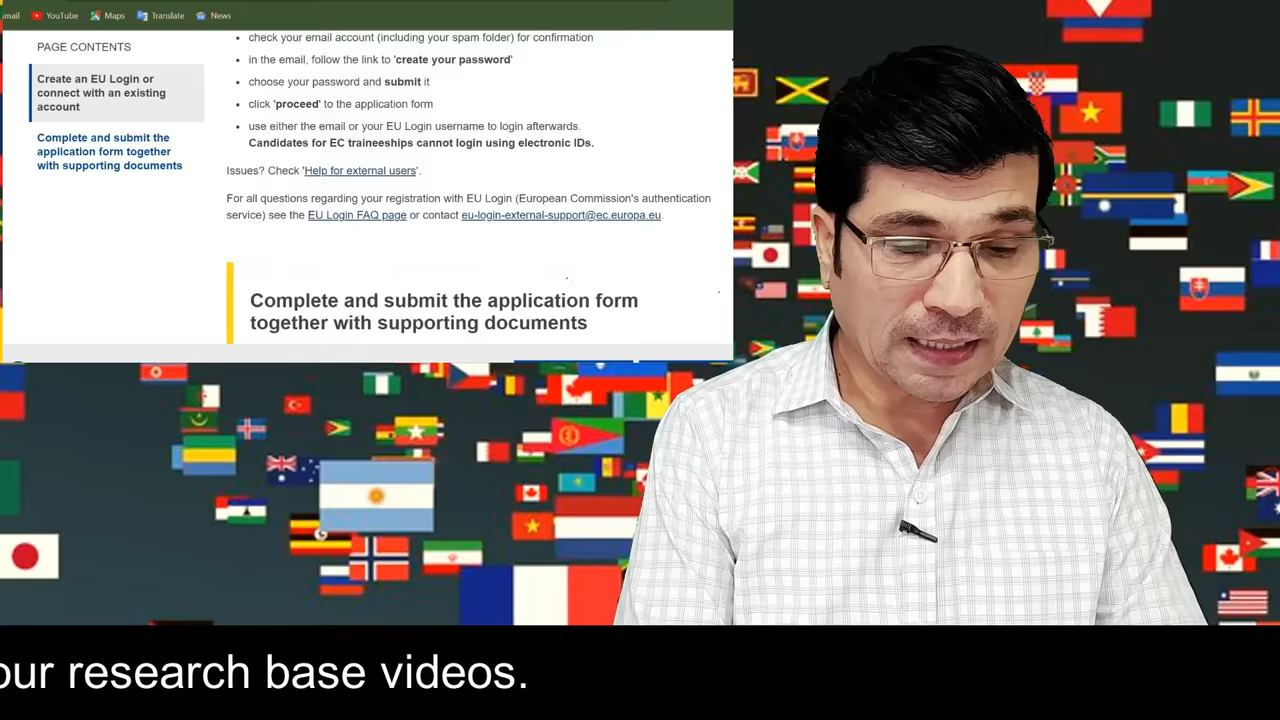 mail YouTube Maps Translate News
PAGE CONTENTS
Create an EU Login or
connect with an existing
account
Complete and submit the
application form together
with supporting documents
• check your email account (including your spam folder) for confirmation
• in the email, follow the link to 'create your password'
• choose your password and submit it
• click 'proceed' to the application form
• use either the email or your EU Login username to login afterwards.
Candidates for EC traineeships cannot login using electronic IDs.
Issues? Check 'Help for external users'.
For all questions regarding your registration with EU Login (European Commission's authentication
service) see the EU Login FAQ page or contact eu-login-external-support@ec.europa.eu.
Complete and submit the application form
together with supporting documents
our research base videos.